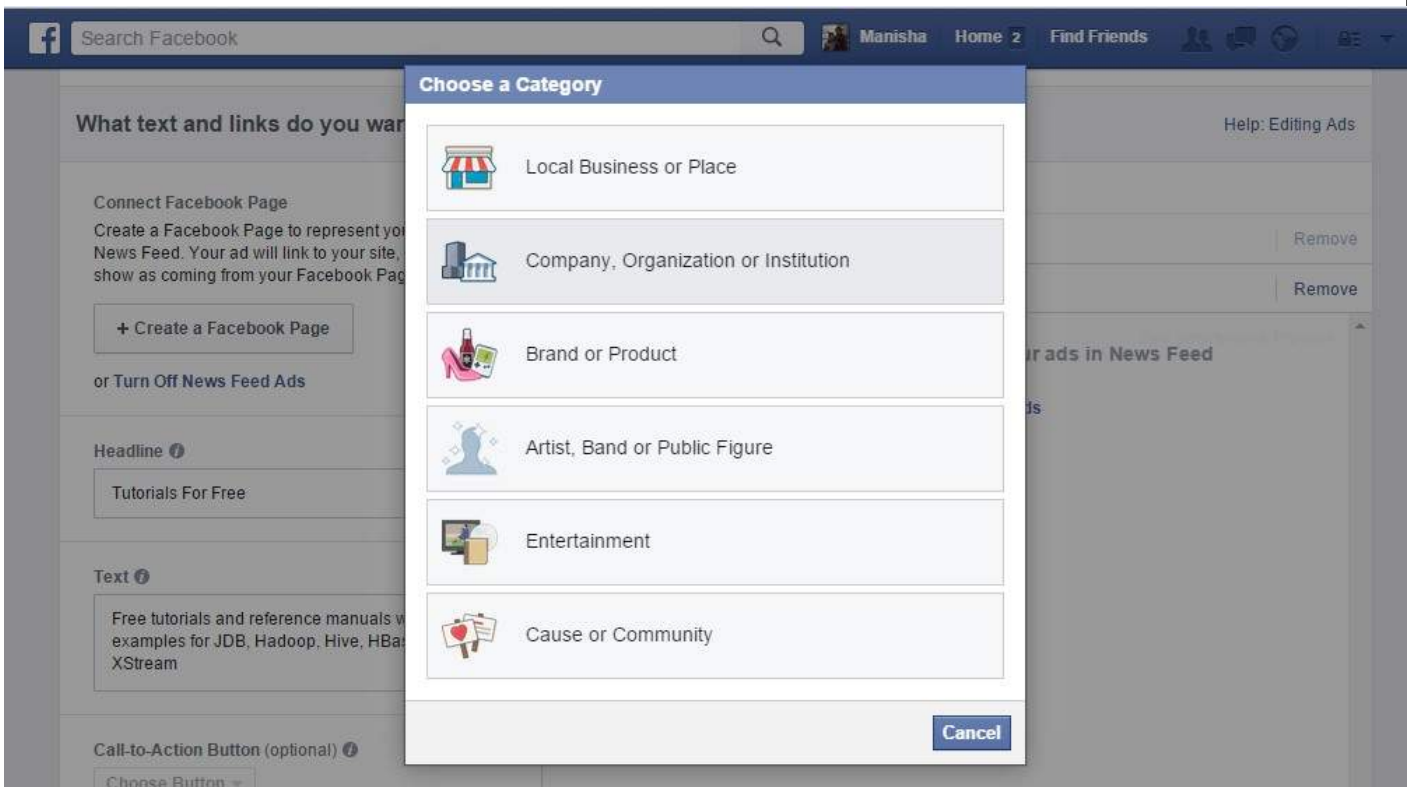 f
Search Facebook
Manisha Home 2 Find Friends
Choose a Category
What text and links do you war
Help: Editing Ads
Local Business or Place
Connect Facebook Page
Create a Facebook Page to represent you
News Feed. Your ad will link to your site,
show as coming from your Facebook Pag
Remove
Company, Organization or Institution
Remove
+ Create a Facebook Page
Brand or Product
ur ads in News Feed
or Turn Off News Feed Ads
ds
Artist, Band or Public Figure
Headline
Tutorials For Free
Entertainment
Text
Free tutorials and reference manuals w
examples for JDB, Hadoop, Hive, HBas
XStream
Cause or Community
Cancel
Call-to-Action Button (optional)
Choose Button